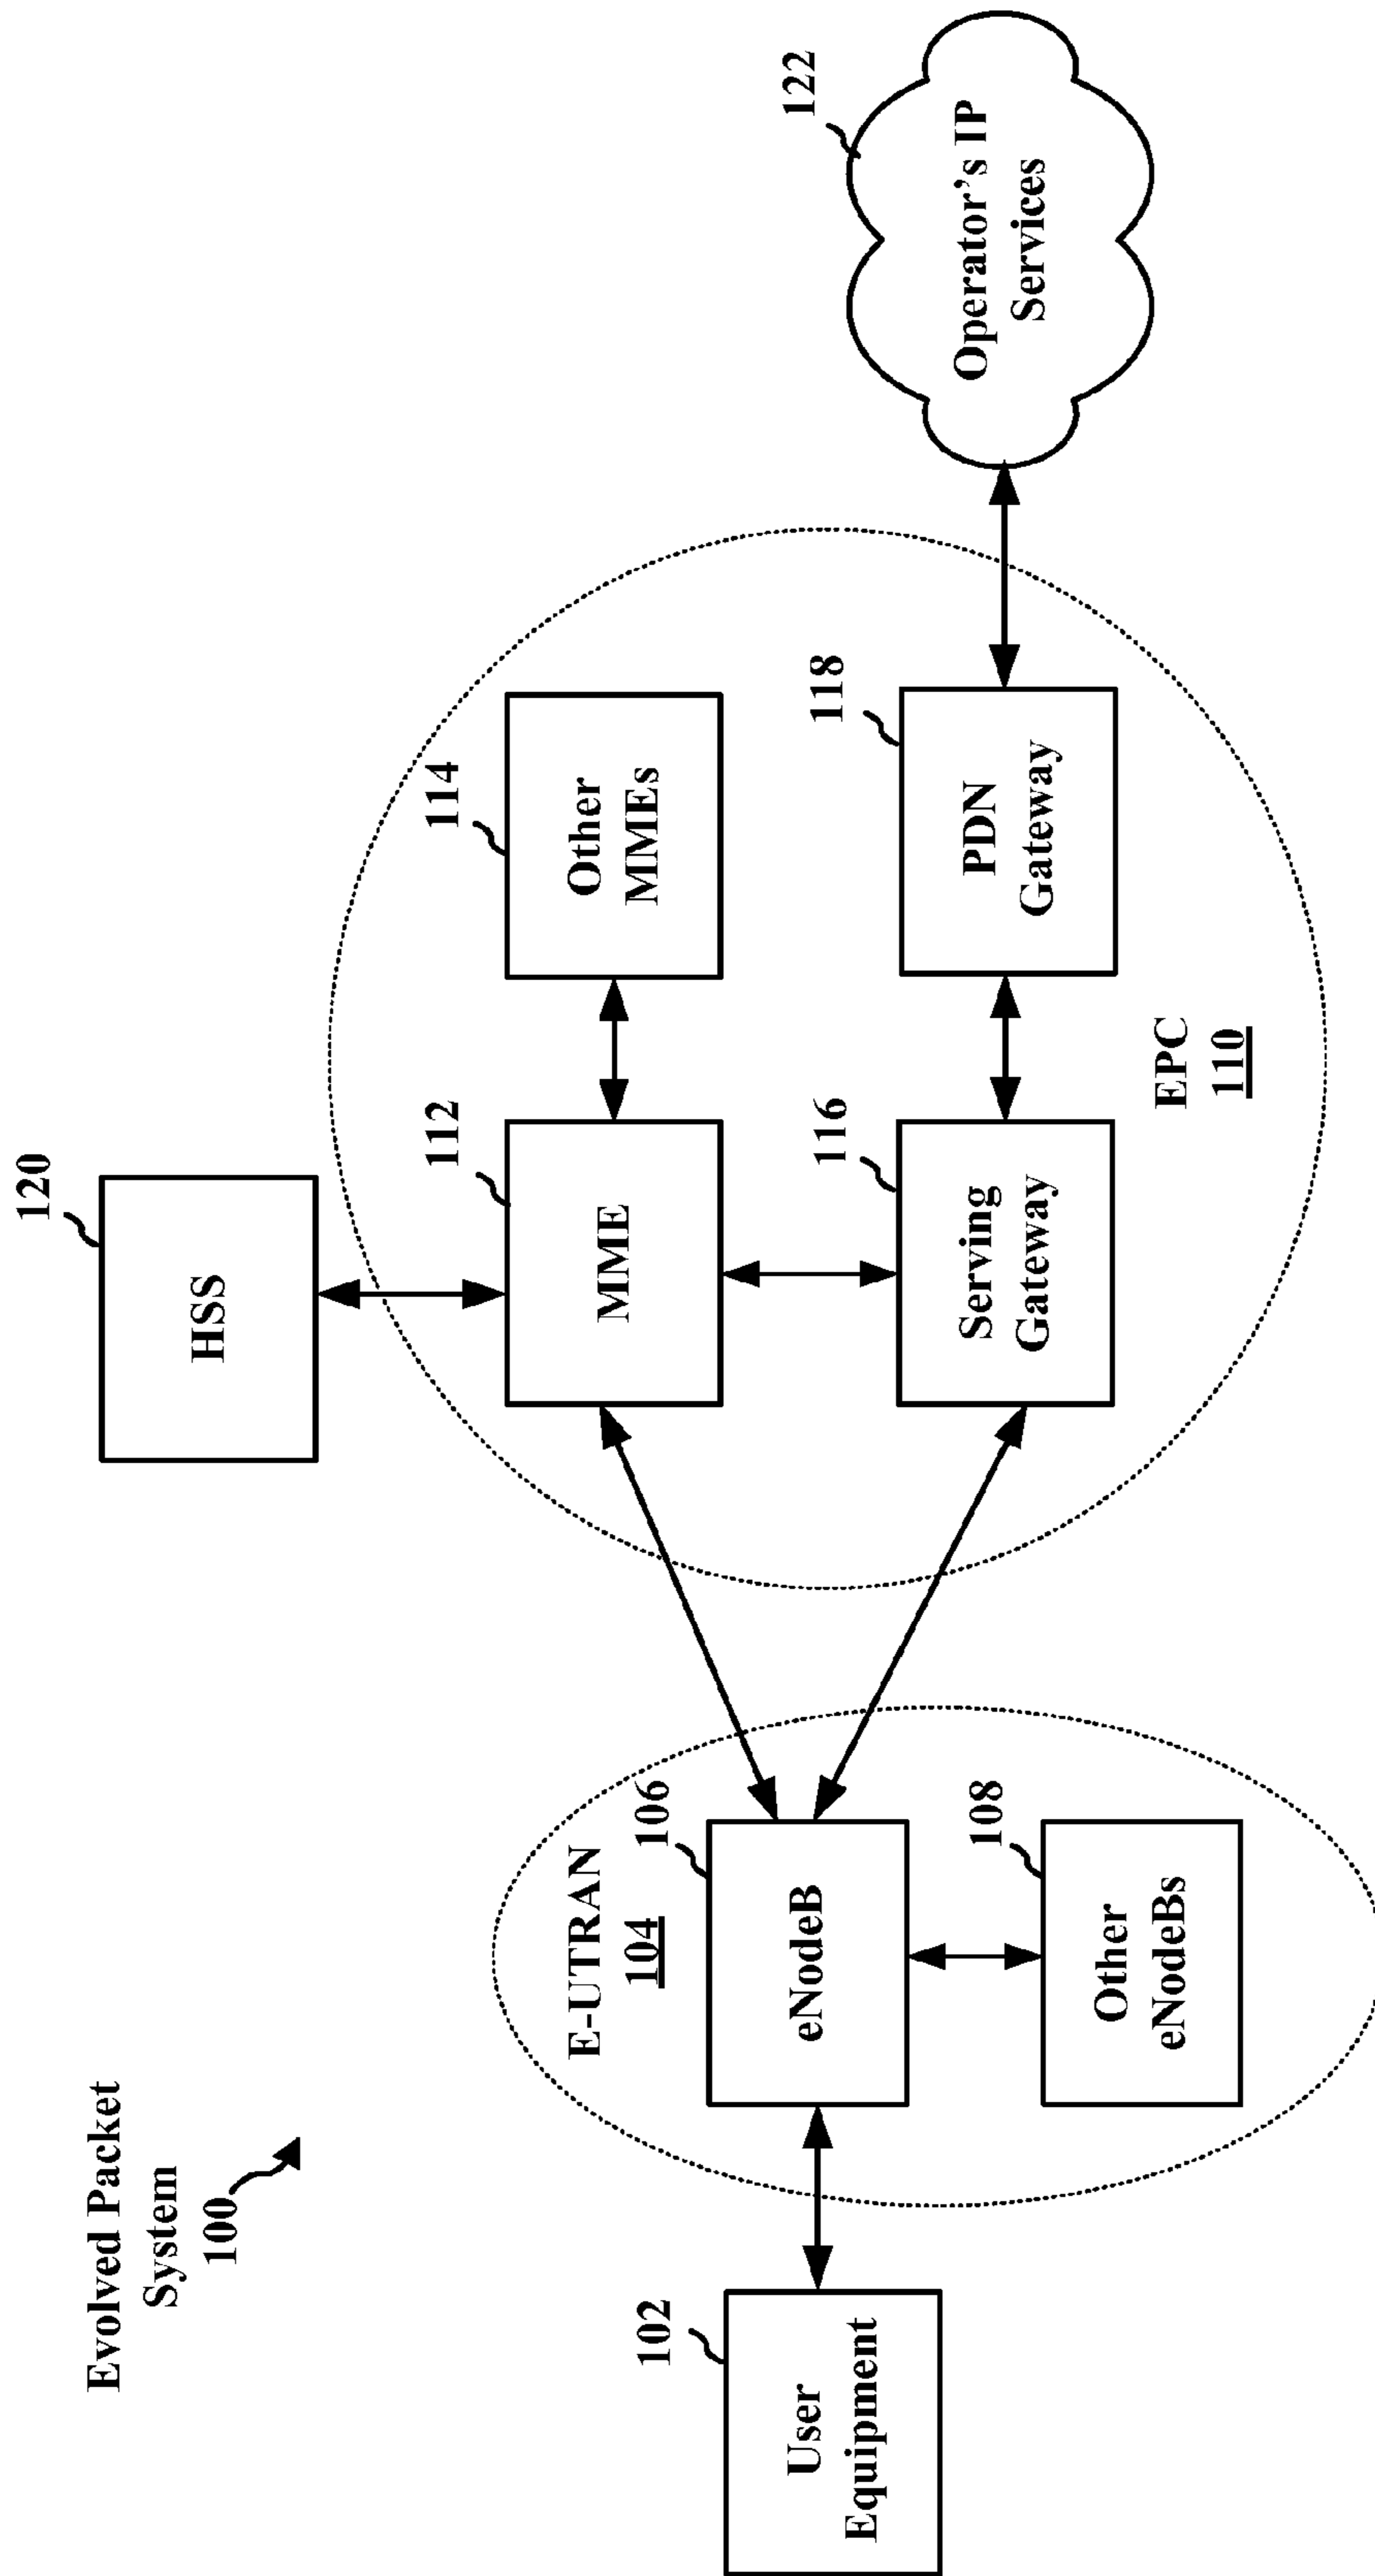 Evolved Packet
System
100
120
HSS
102
User
Equipment
E-UTRAN
104
106
eNodeB
108
Other
eNodeBs
112
MME
114
Other
MMEs
116
Serving
Gateway
118
PDN
Gateway
EPC
110
122
Operator’s IP
Services